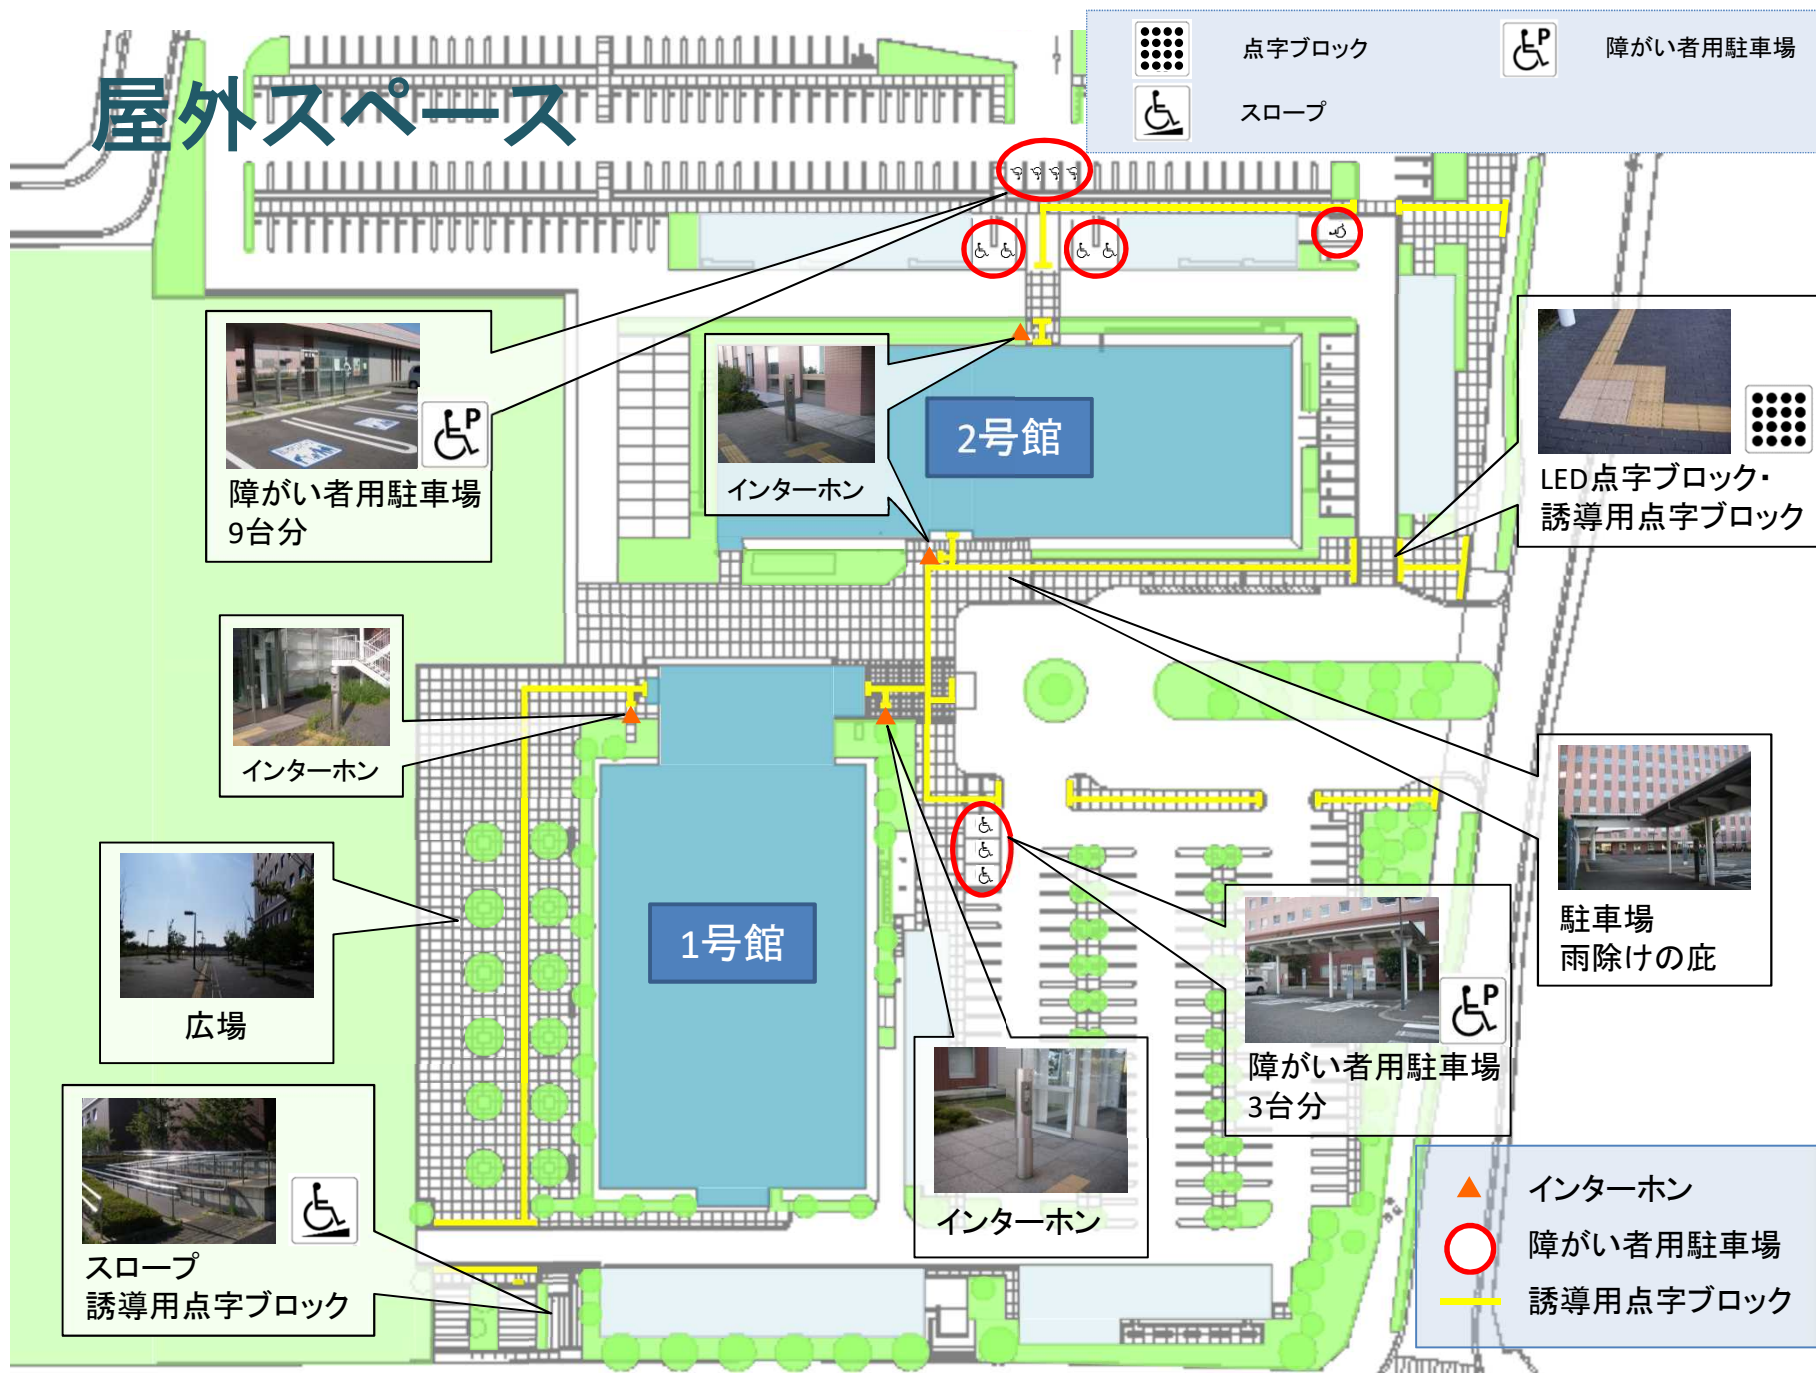 屋外スペース
点字ブロック
障がい者用駐車場
スロープ
障がい者用駐車場
9台分
インターホン
2号館
LED点字ブロック・
誘導用点字ブロック
インターホン
広場
1号館
駐車場
雨除けの庇
障がい者用駐車場
3台分
インターホン
スロープ
誘導用点字ブロック
インターホン
障がい者用駐車場
誘導用点字ブロック